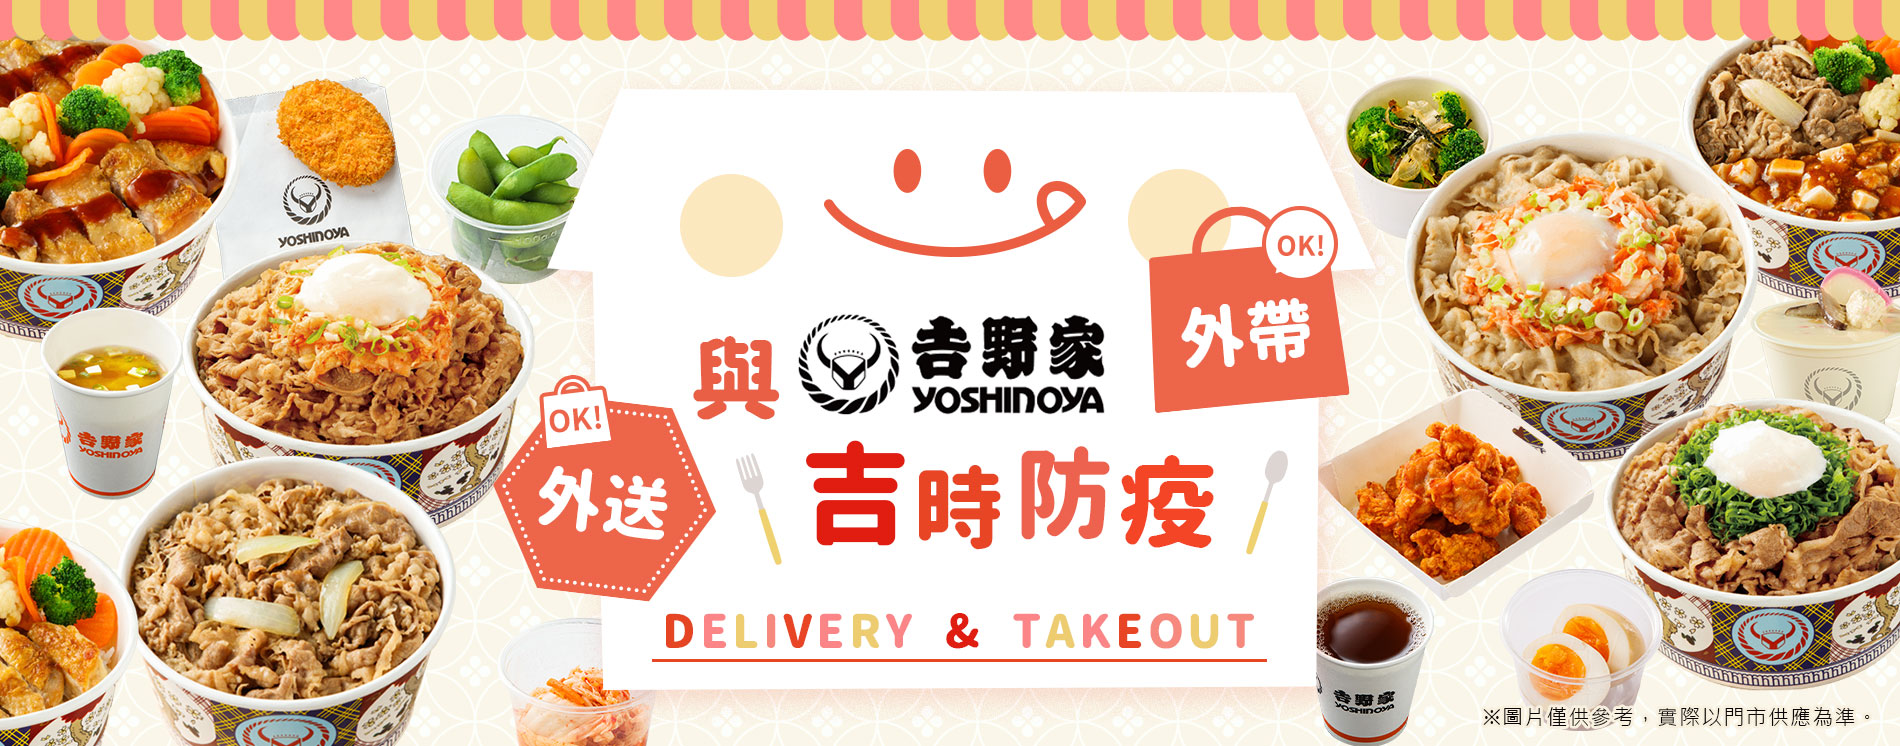 與 吉野家
YOSHINOYA
吉時防疫
DELIVERY & TAKEOUT
OK!
外送
OK!
外帶
YOSHINOYA
吉野家
YOSHINOYA
吉野家
YOSHINOYA
※圖片僅供參考，實際以門市供應為準。